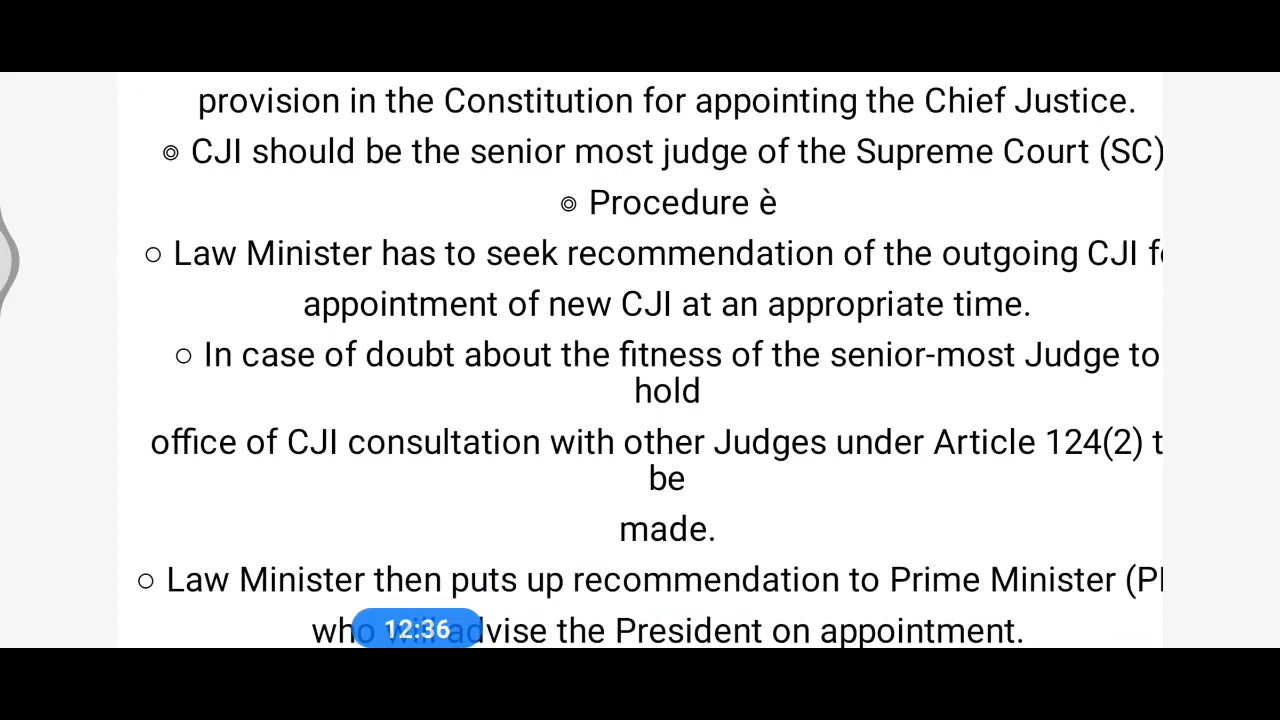 provision in the Constitution for appointing the Chief Justice.
◎ CJI should be the senior most judge of the Supreme Court (SC)
◎ Procedure è
○ Law Minister has to seek recommendation of the outgoing CJI
appointment of new CJI at an appropriate time.
○ In case of doubt about the fitness of the senior-most Judge to
hold
office of CJI consultation with other Judges under Article 124(2)
be
made.
○ Law Minister then puts up recommendation to Prime Minister
who will advise the President on appointment.
12:36